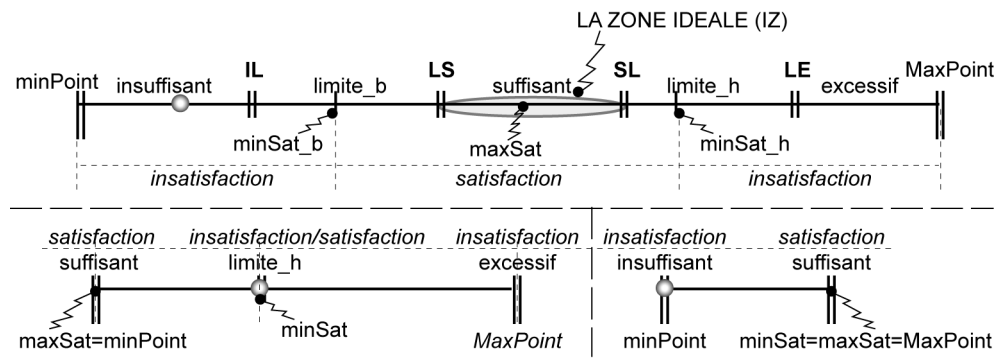 LA ZONE IDEALE (IZ)
minPoint insuffisant IL limite_b LS suffisant SL limite_h LE excessif MaxPoint
minSat_b maxSat minSat_h
insatisfaction satisfaction insatisfaction
satisfaction insatisfaction/satisfaction insatisfaction insatisfaction satisfaction
suffisant limite_h excessif insuffisant suffisant
minSat
maxSat=minPoint MaxPoint minPoint minSat=maxSat=MaxPoint